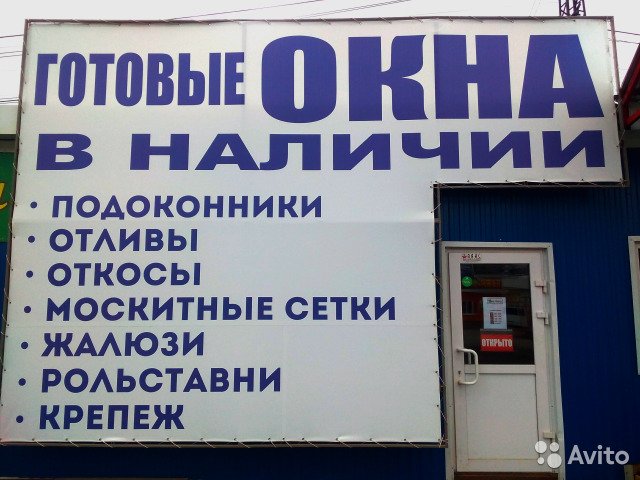 ГОТОВЫЕ ОКНА
В НАЛИЧИИ
· ПОДОКОННИКИ
· ОТЛИВЫ
· ОТКОСЫ
· МОСКИТНЫЕ СЕТКИ
· ЖАЛЮЗИ
· РОЛЬСТАВНИ
· КРЕПЕЖ
ОТКРЫТО
Avito